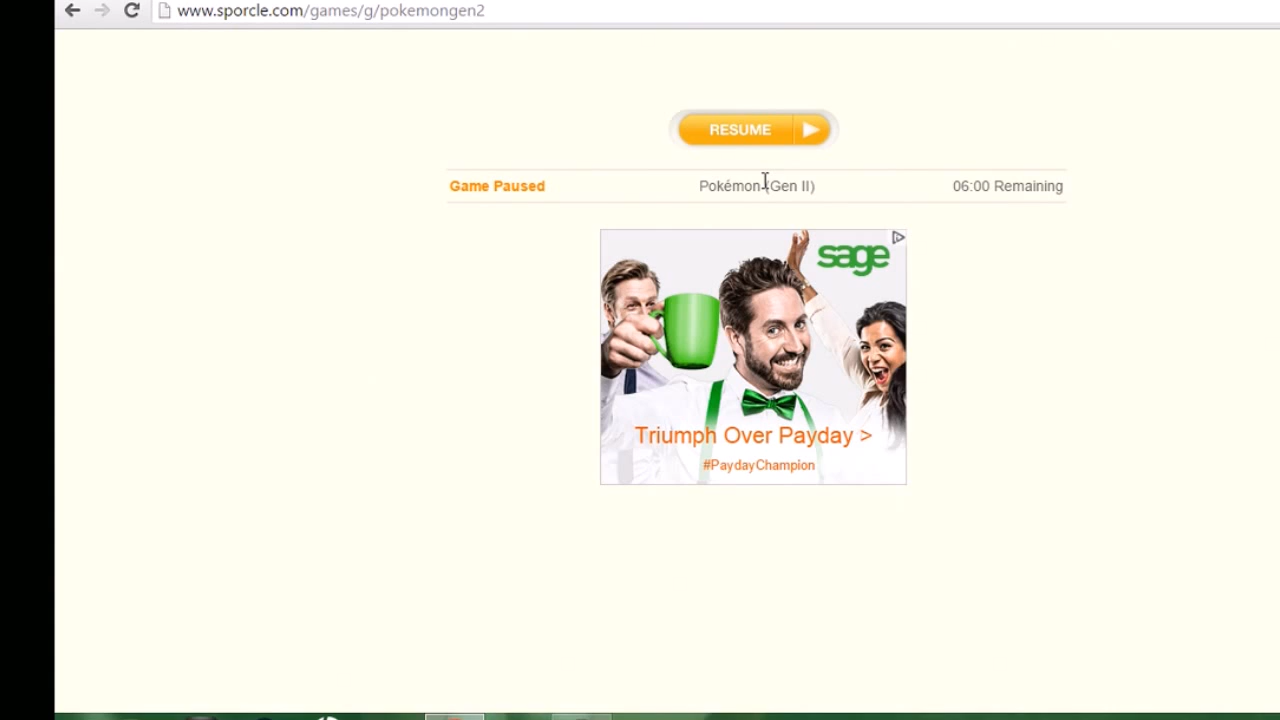 www.sporcle.com/games/g/pokemongen2
RESUME
Game Paused Pokémon (Gen II) 06:00 Remaining
sage
Triumph Over Payday >
#PaydayChampion